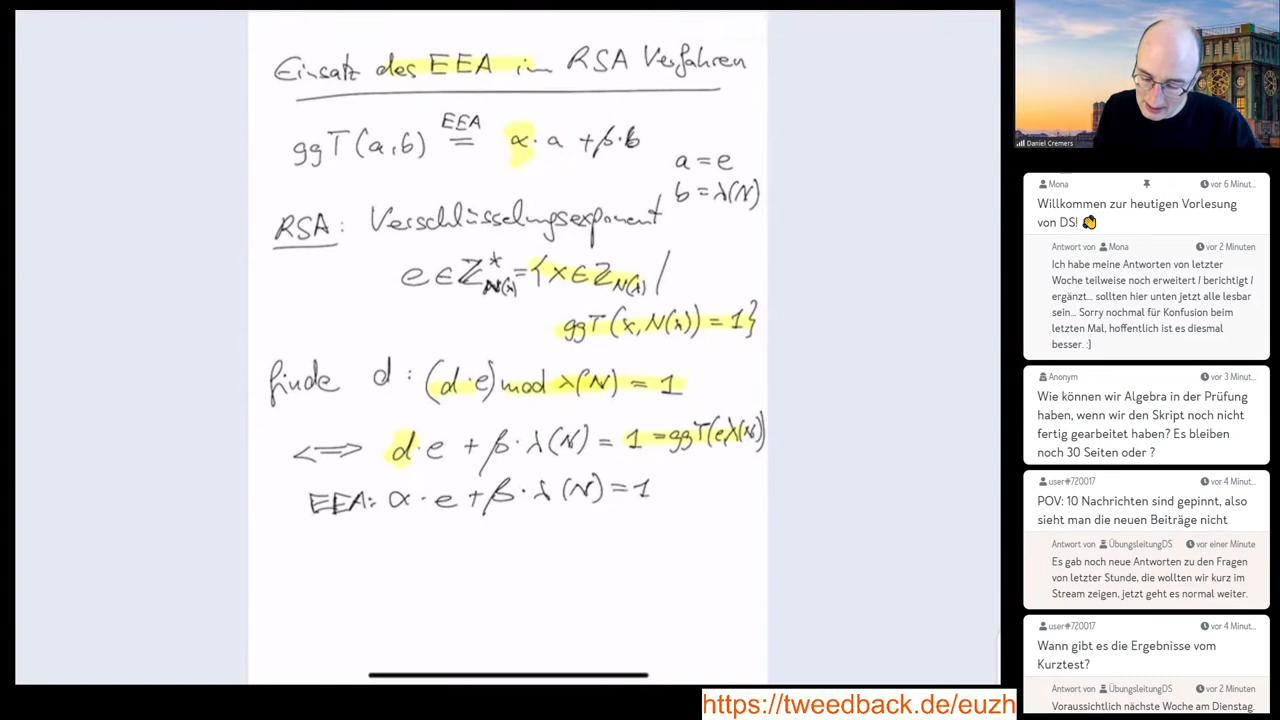 Einsatz des EEA im RSA Verfahren
ggT(a,b) EEA = α·a + β·b
a = e
b = λ(N)
RSA: Verschlüsselungsexponent
e ∈ Z*_N(λ) = {x ∈ Z_N(λ) |
ggT(x, N(λ)) = 1}
finde d : (d·e) mod λ(N) = 1
⟺ d·e + β·λ(N) = 1 = ggT(e,λ(N))
EEA: α·e + β·λ(N) = 1
https://tweedback.de/euzh
Daniel Cremers
Mona vor 6 Minut...
Willkommen zur heutigen Vorlesung
von DS! 👏
Antwort von Mona vor 2 Minuten
Ich habe meine Antworten von letzter
Woche teilweise noch erweitert / berichtigt /
ergänzt... sollten hier unten jetzt alle lesbar
sein... Sorry nochmal für Konfusion beim
letzten Mal, hoffentlich ist es diesmal
besser. :]
Anonym vor 3 Minut...
Wie können wir Algebra in der Prüfung
haben, wenn wir den Skript noch nicht
fertig gearbeitet haben? Es bleiben
noch 30 Seiten oder ?
user#720017 vor 4 Minut...
POV: 10 Nachrichten sind gepinnt, also
sieht man die neuen Beiträge nicht
Antwort von ÜbungsleitungDS vor einer Minute
Es gab noch neue Antworten zu den Fragen
von letzter Stunde, die wollten wir kurz im
Stream zeigen, jetzt geht es normal weiter.
user#720017 vor 4 Minut...
Wann gibt es die Ergebnisse vom
Kurztest?
Antwort von ÜbungsleitungDS vor 2 Minuten
Voraussichtlich nächste Woche am Dienstag.